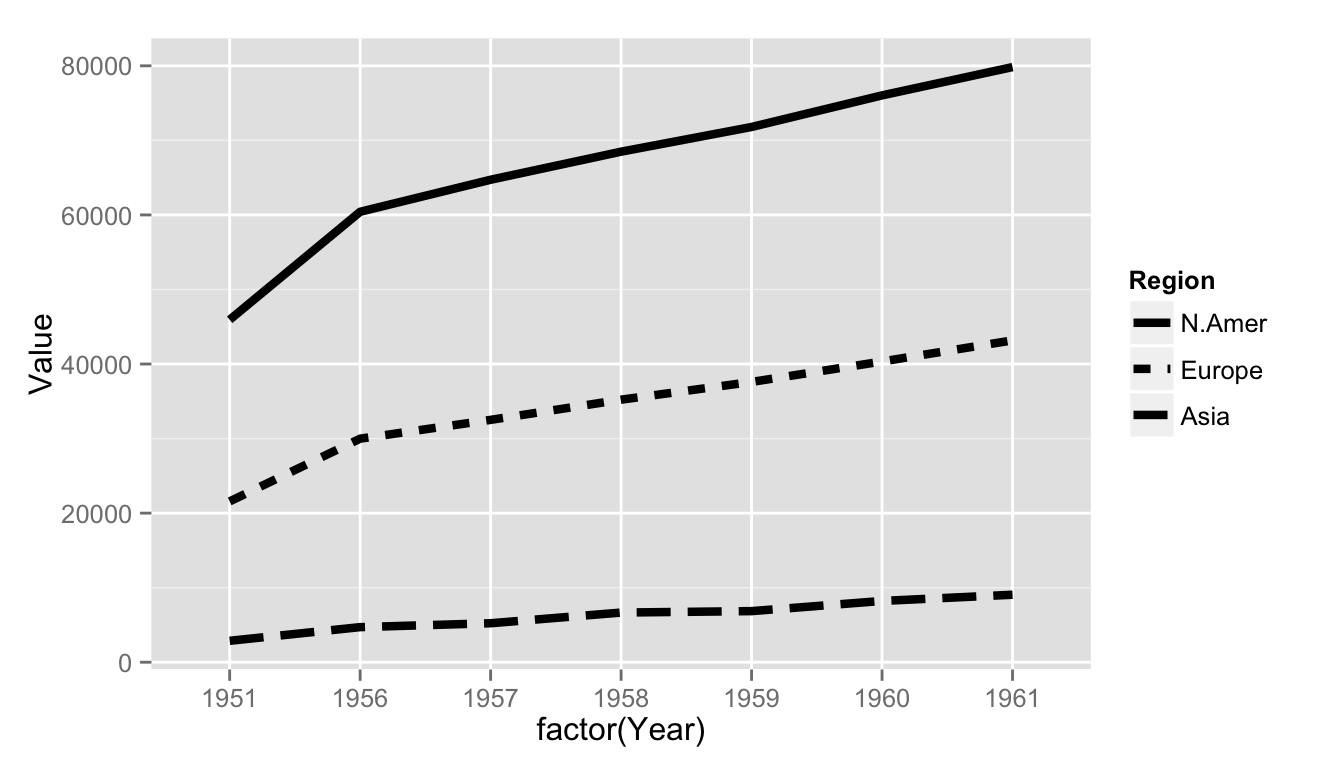 80000
60000
40000
20000
0
Value
1951 1956 1957 1958 1959 1960 1961
factor(Year)
Region
N.Amer
Europe
Asia